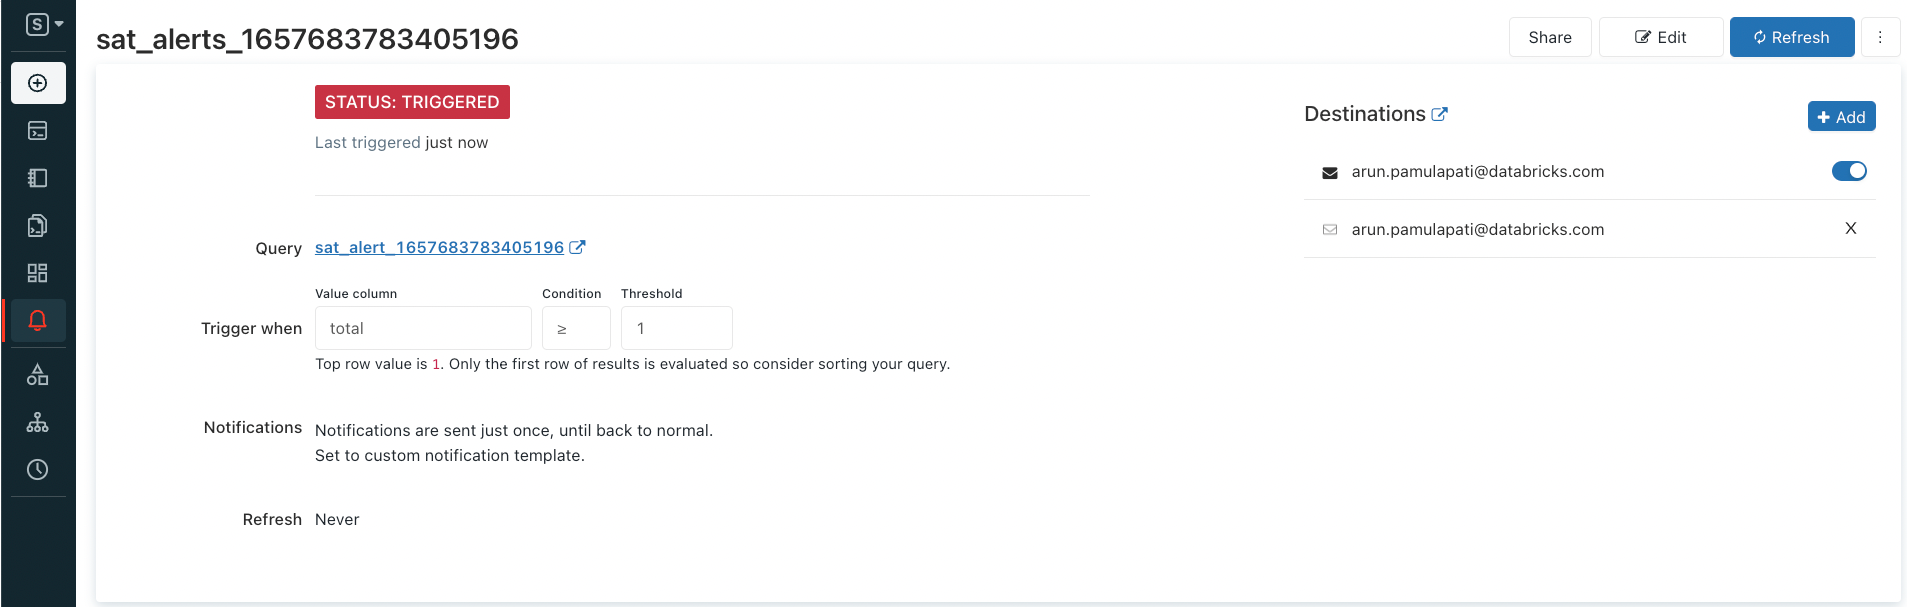 S
sat_alerts_1657683783405196
Share
Edit
Refresh
STATUS: TRIGGERED
Last triggered just now
Query sat_alert_1657683783405196
Value column Condition Threshold
Trigger when total ≥ 1
Top row value is 1. Only the first row of results is evaluated so consider sorting your query.
Notifications Notifications are sent just once, until back to normal.
Set to custom notification template.
Refresh Never
Destinations
Add
arun.pamulapati@databricks.com
arun.pamulapati@databricks.com X